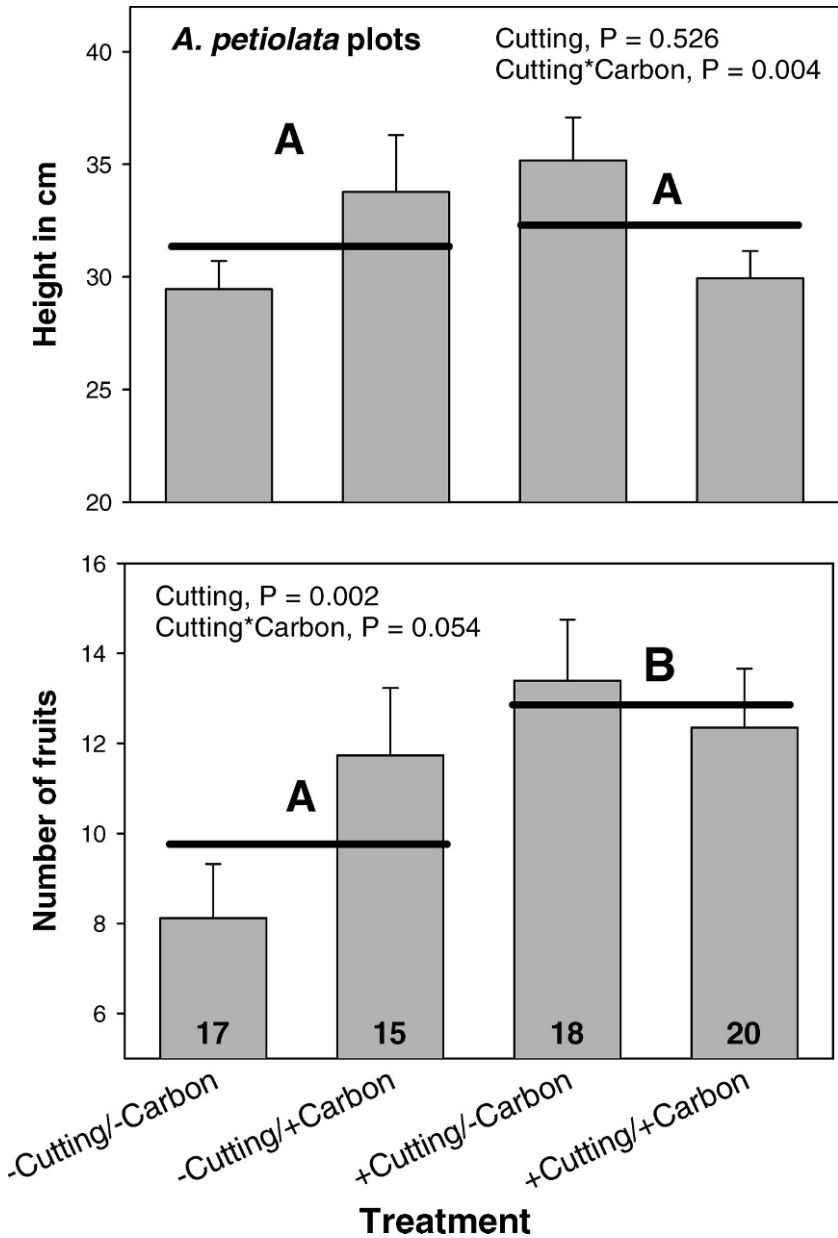 A. petiolata plots
Cutting, P = 0.526
Cutting*Carbon, P = 0.004
Height in cm
40
35
30
25
20
A
A
Cutting, P = 0.002
Cutting*Carbon, P = 0.054
Number of fruits
16
14
12
10
8
6
A
B
17
15
18
20
-Cutting/-Carbon
-Cutting/+Carbon
+Cutting/-Carbon
+Cutting/+Carbon
Treatment